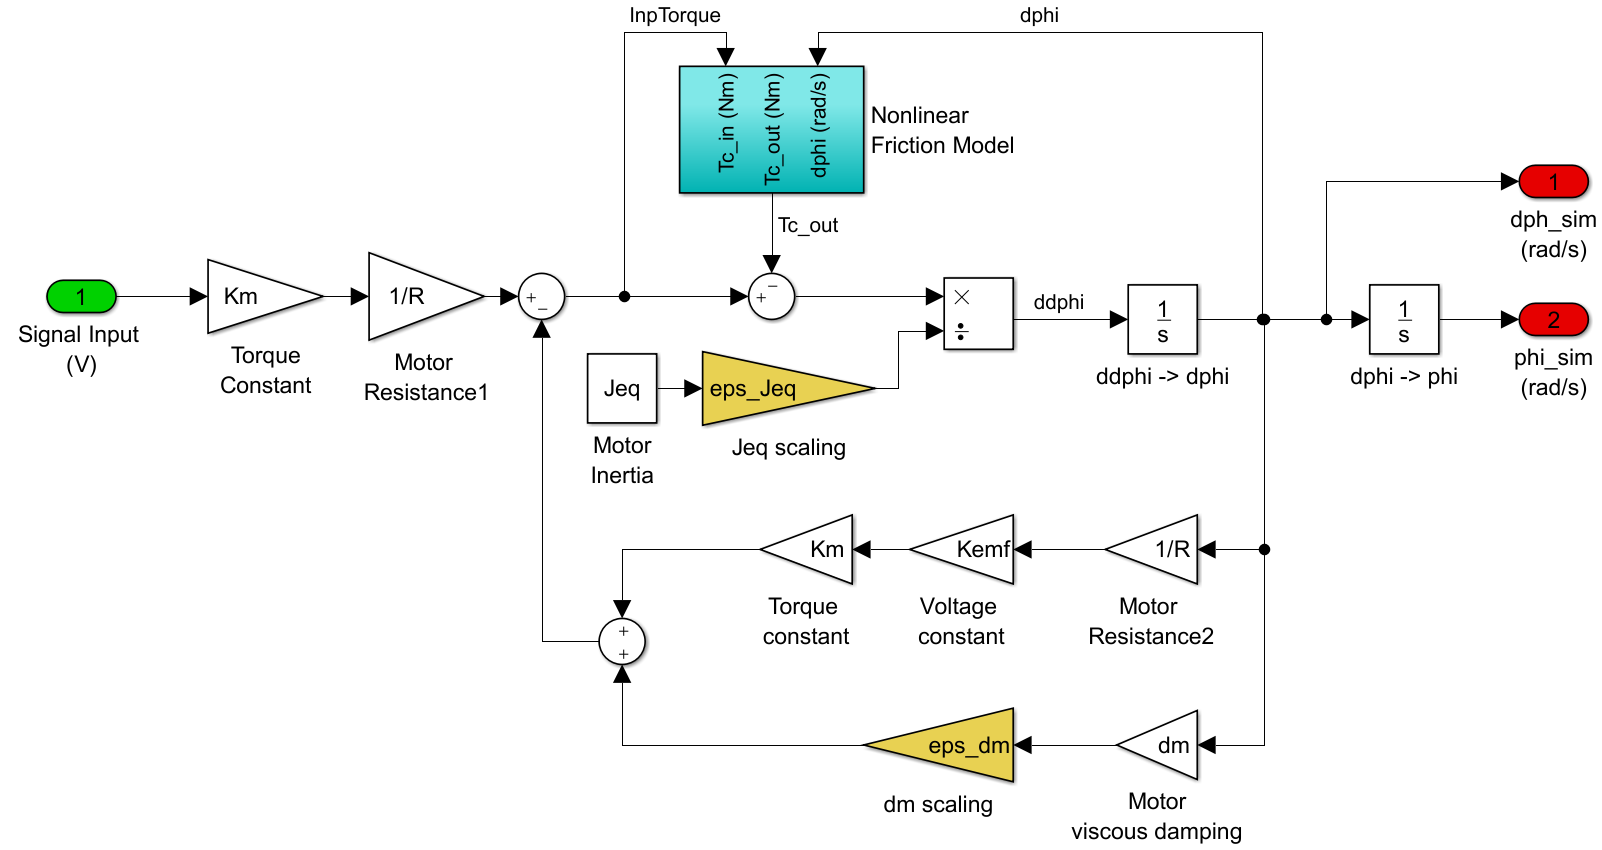 InpTorque
dphi
Tc_in (Nm)
Tc_out (Nm)
dphi (rad/s)
Nonlinear
Friction Model
Tc_out
1
dph_sim
(rad/s)
1
Signal Input
(V)
Km
Torque
Constant
1/R
Motor
Resistance1
+
−
+
−
×
÷
ddphi
1
s
ddphi -> dphi
1
s
dphi -> phi
2
phi_sim
(rad/s)
Jeq
Motor
Inertia
eps_Jeq
Jeq scaling
Km
Torque
constant
Kemf
Voltage
constant
1/R
Motor
Resistance2
+
+
eps_dm
dm scaling
dm
Motor
viscous damping